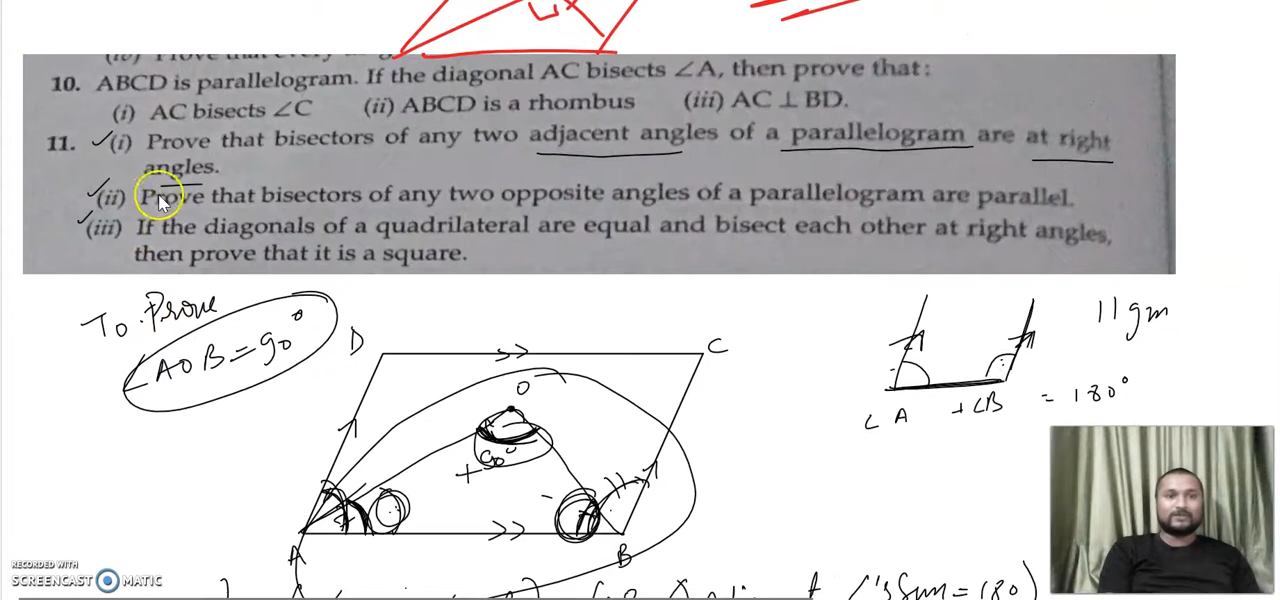 10. ABCD is parallelogram. If the diagonal AC bisects ∠A, then prove that:
(i) AC bisects ∠C (ii) ABCD is a rhombus (iii) AC ⊥ BD.
11. (i) Prove that bisectors of any two adjacent angles of a parallelogram are at right
angles.
(ii) Prove that bisectors of any two opposite angles of a parallelogram are parallel.
(iii) If the diagonals of a quadrilateral are equal and bisect each other at right angles,
then prove that it is a square.
To Prove
∠AOB = 90°
D
C
O
90°
A
B
11gm
∠A + ∠B = 180°
RECORDED WITH
SCREENCAST MATIC
∠'s Sum = 180